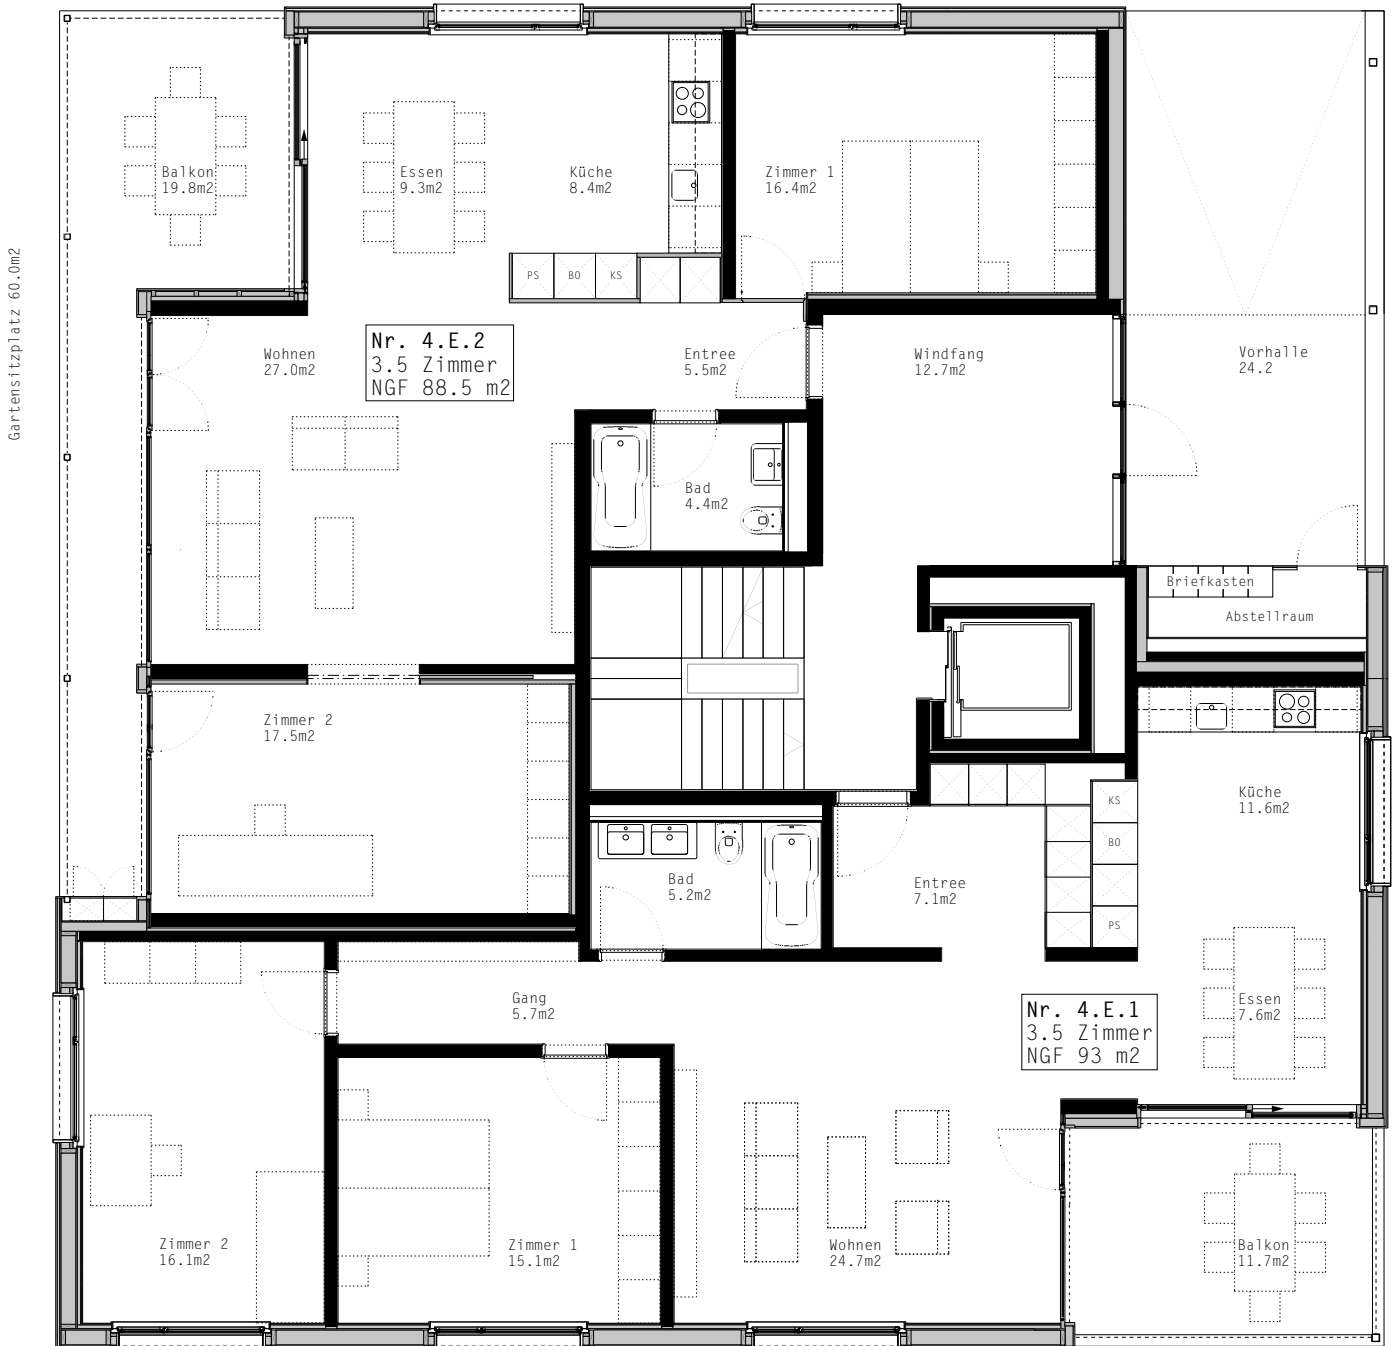 Gartensitzplatz 60.0m2
Balkon
19.8m2
Essen
9.3m2
Küche
8.4m2
Zimmer 1
16.4m2
PS BO KS
Wohnen
27.0m2
Nr. 4.E.2
3.5 Zimmer
NGF 88.5 m2
Entree
5.5m2
Windfang
12.7m2
Vorhalle
24.2
Bad
4.4m2
Briefkasten
Abstellraum
Zimmer 2
17.5m2
Küche
11.6m2
KS
BO
PS
Bad
5.2m2
Entree
7.1m2
Gang
5.7m2
Nr. 4.E.1
3.5 Zimmer
NGF 93 m2
Essen
7.6m2
Zimmer 2
16.1m2
Zimmer 1
15.1m2
Wohnen
24.7m2
Balkon
11.7m2